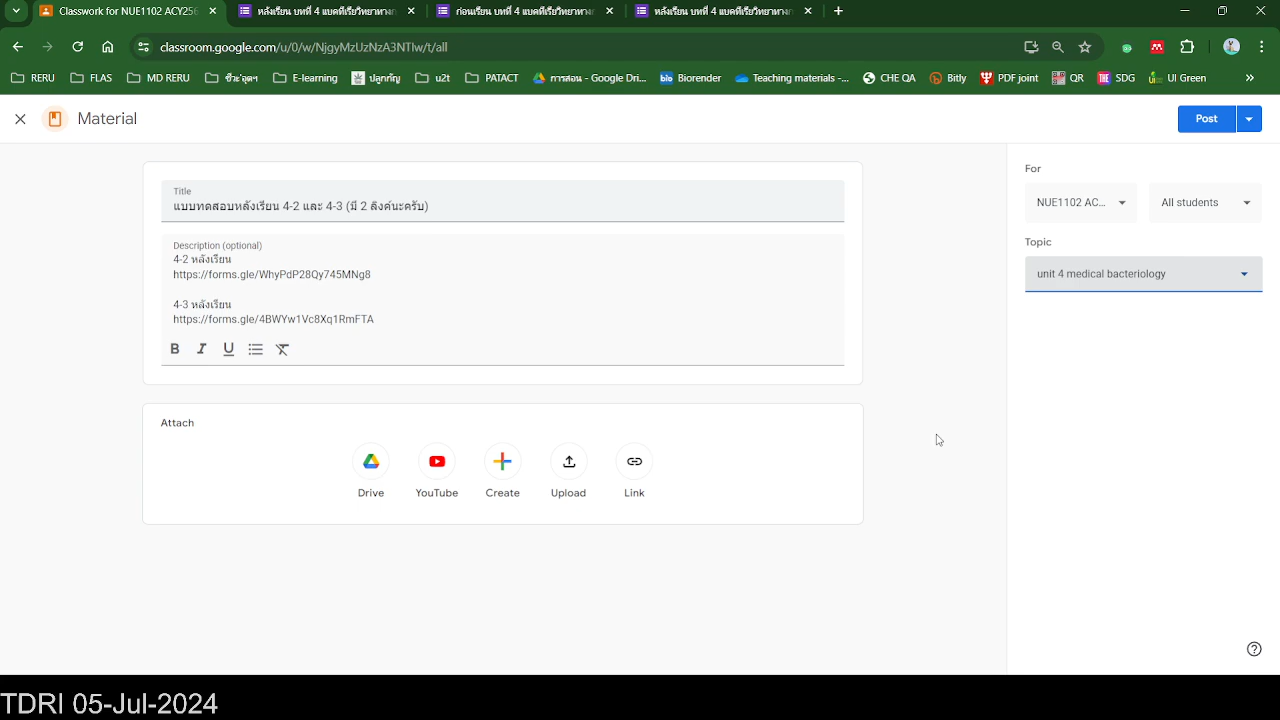 Classwork for NUE1102 ACY256
หลังเรียน บทที่ 4 แบคทีเรียวิทยาทางก
ก่อนเรียน บทที่ 4 แบคทีเรียวิทยาทางก
หลังเรียน บทที่ 4 แบคทีเรียวิทยาทางก
classroom.google.com/u/0/w/NjgyMzUzNzA3NTIw/t/all
RERU
FLAS
MD RERU
ชีวะจุลฯ
E-learning
ปลุกกัญ
u2t
PATACT
การสอน - Google Dri...
Biorender
Teaching materials -...
CHE QA
Bitly
PDF joint
QR
SDG
UI Green
Material
Post
Title
แบบทดสอบหลังเรียน 4-2 และ 4-3 (มี 2 ลิงค์นะครับ)
Description (optional)
4-2 หลังเรียน
https://forms.gle/WhyPdP28Qy745MNg8
4-3 หลังเรียน
https://forms.gle/4BWYw1Vc8Xq1RmFTA
B I U
Attach
Drive
YouTube
Create
Upload
Link
For
NUE1102 AC...
All students
Topic
unit 4 medical bacteriology
TDRI 05-Jul-2024